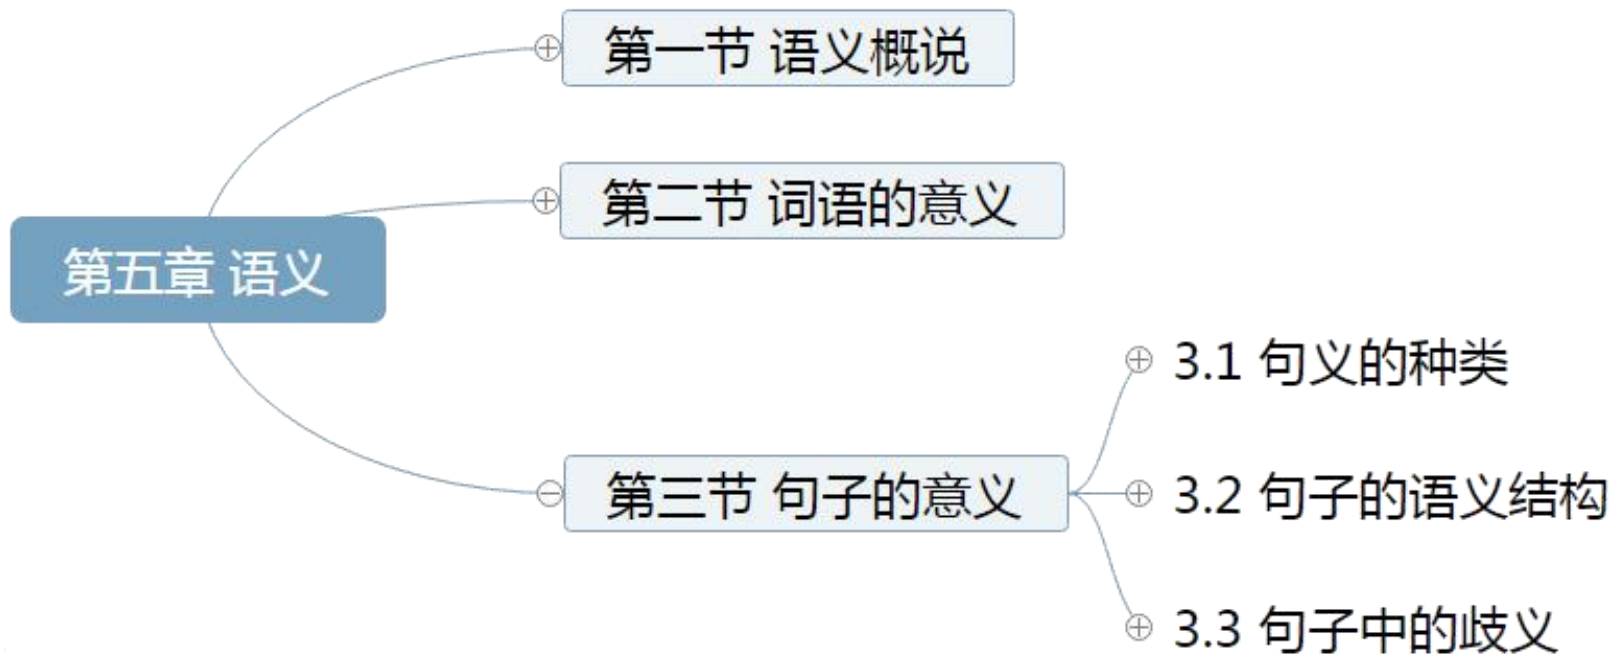 第五章 语义
第一节 语义概说
第二节 词语的意义
第三节 句子的意义
3.1 句义的种类
3.2 句子的语义结构
3.3 句子中的歧义